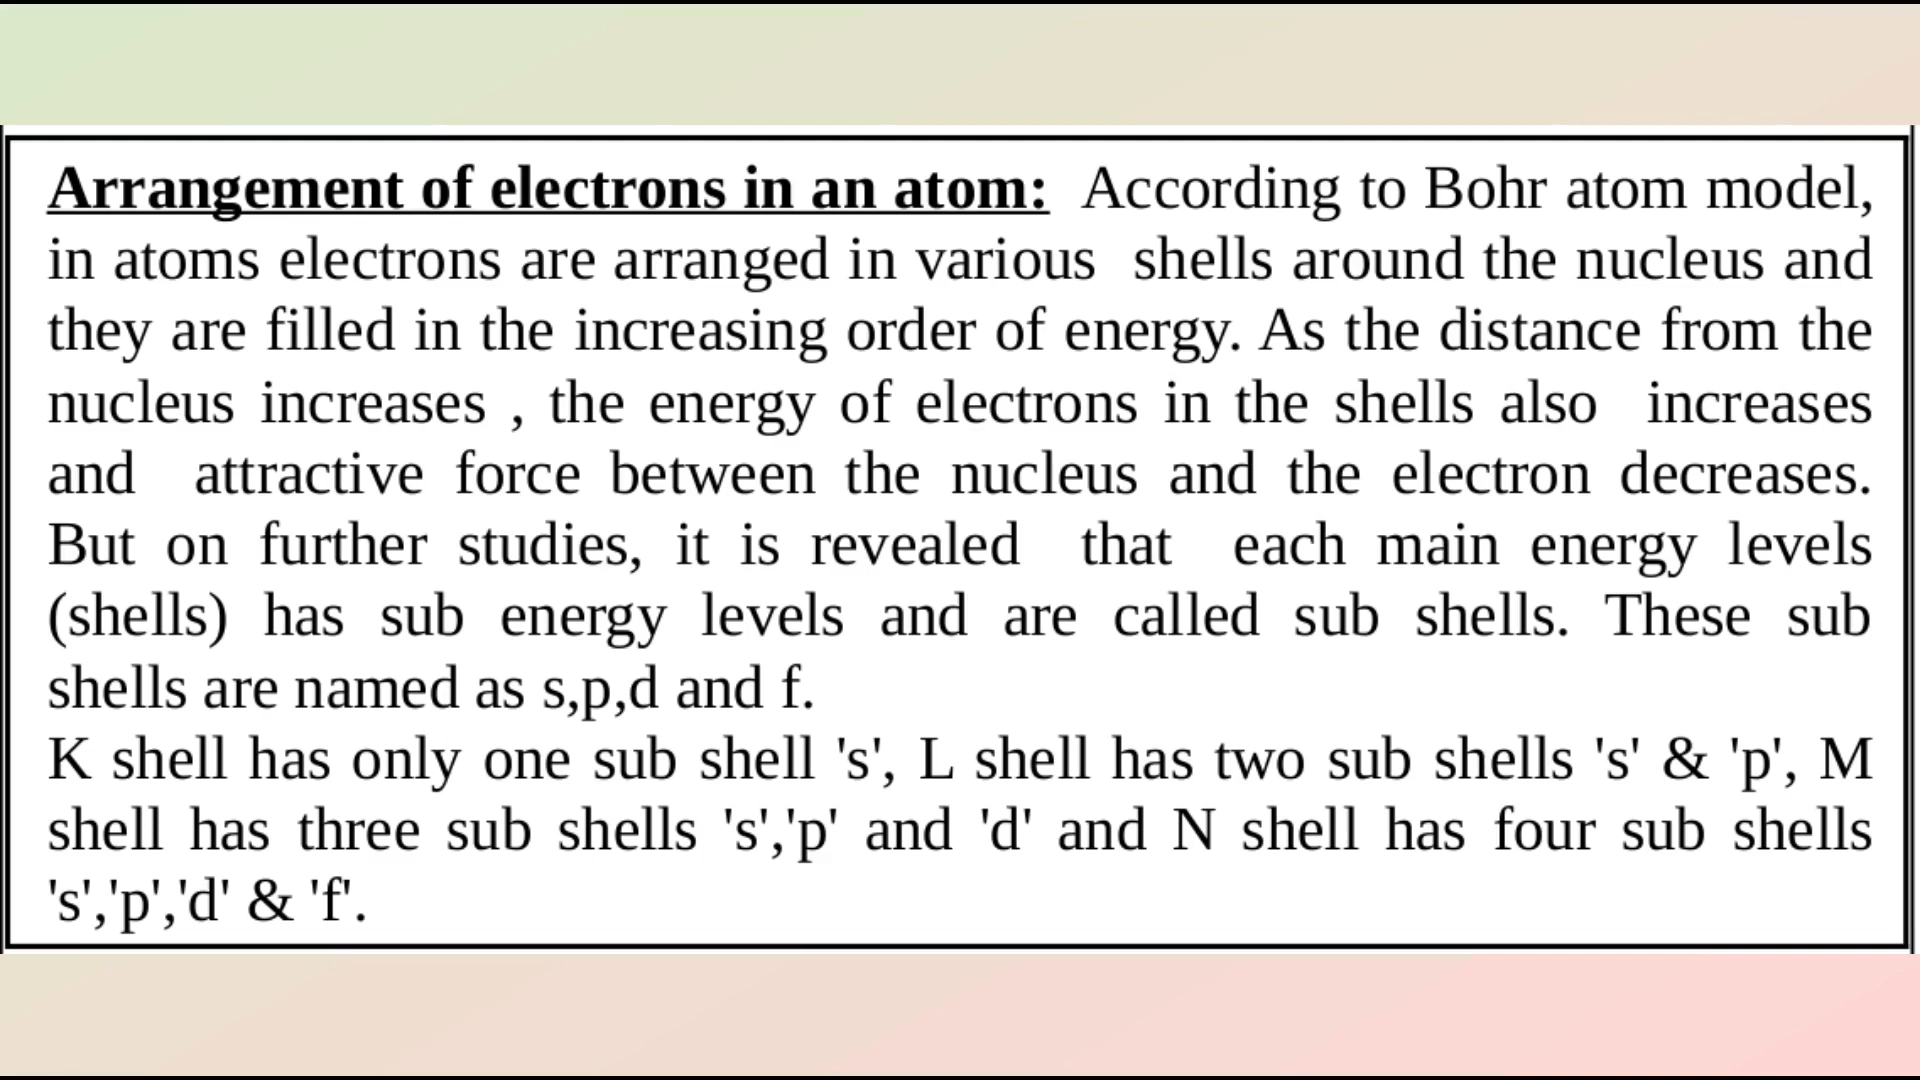 Arrangement of electrons in an atom: According to Bohr atom model,
in atoms electrons are arranged in various shells around the nucleus and
they are filled in the increasing order of energy. As the distance from the
nucleus increases , the energy of electrons in the shells also increases
and attractive force between the nucleus and the electron decreases.
But on further studies, it is revealed that each main energy levels
(shells) has sub energy levels and are called sub shells. These sub
shells are named as s,p,d and f.
K shell has only one sub shell 's', L shell has two sub shells 's' & 'p', M
shell has three sub shells 's','p' and 'd' and N shell has four sub shells
's','p','d' & 'f'.